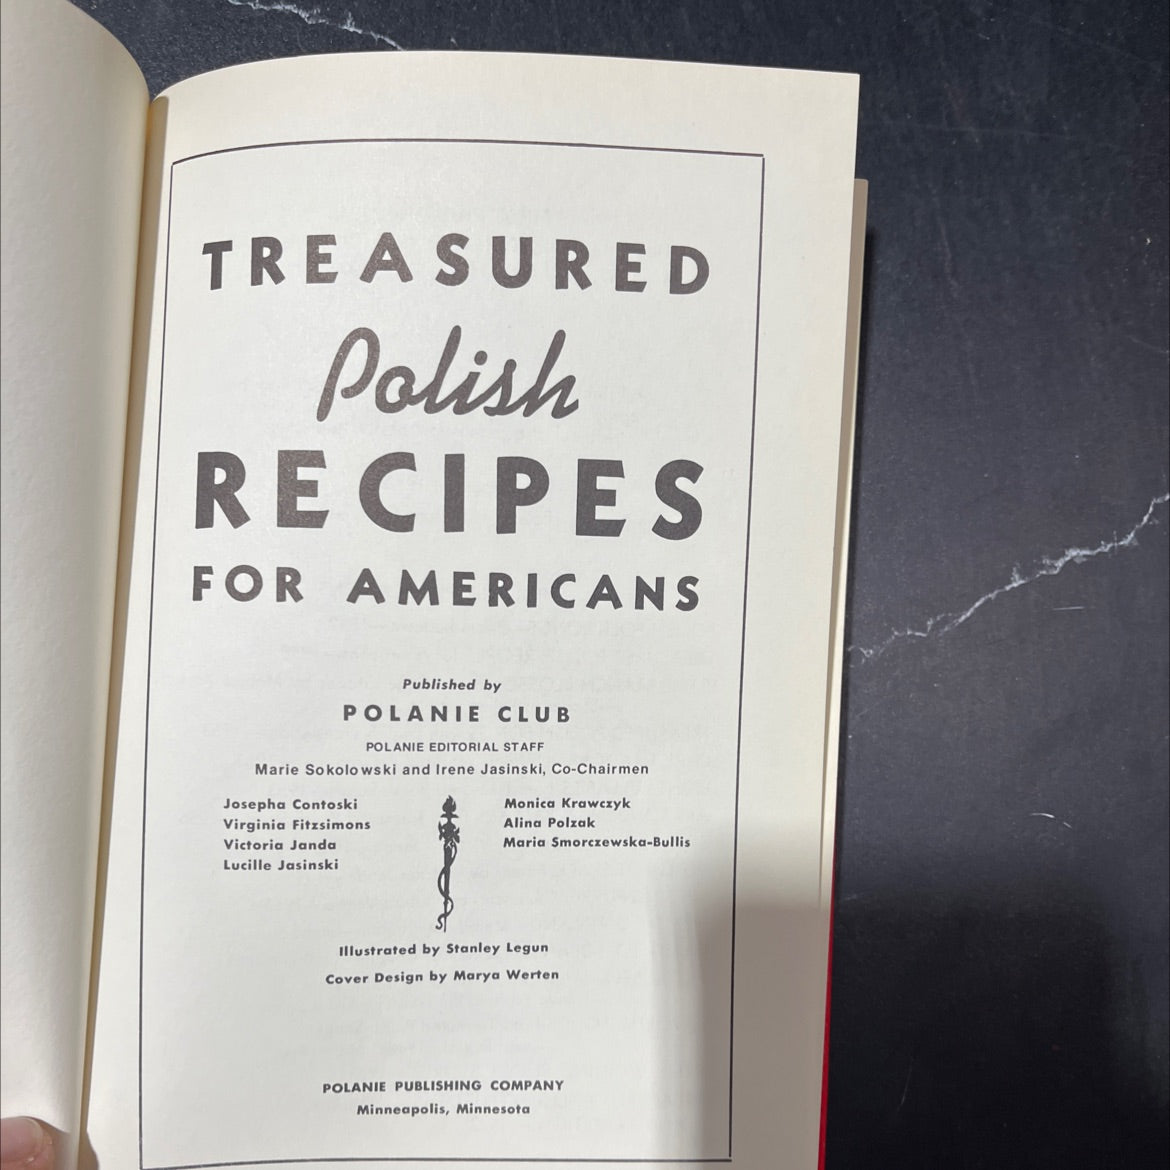 TREASURED
Polish
RECIPES
FOR AMERICANS
Published by
POLANIE CLUB
POLANIE EDITORIAL STAFF
Marie Sokolowski and Irene Jasinski, Co-Chairmen
Josepha Contoski
Virginia Fitzsimons
Victoria Janda
Lucille Jasinski
Monica Krawczyk
Alina Polzak
Maria Smorczewska-Bullis
Illustrated by Stanley Legun
Cover Design by Marya Werten
POLANIE PUBLISHING COMPANY
Minneapolis, Minnesota